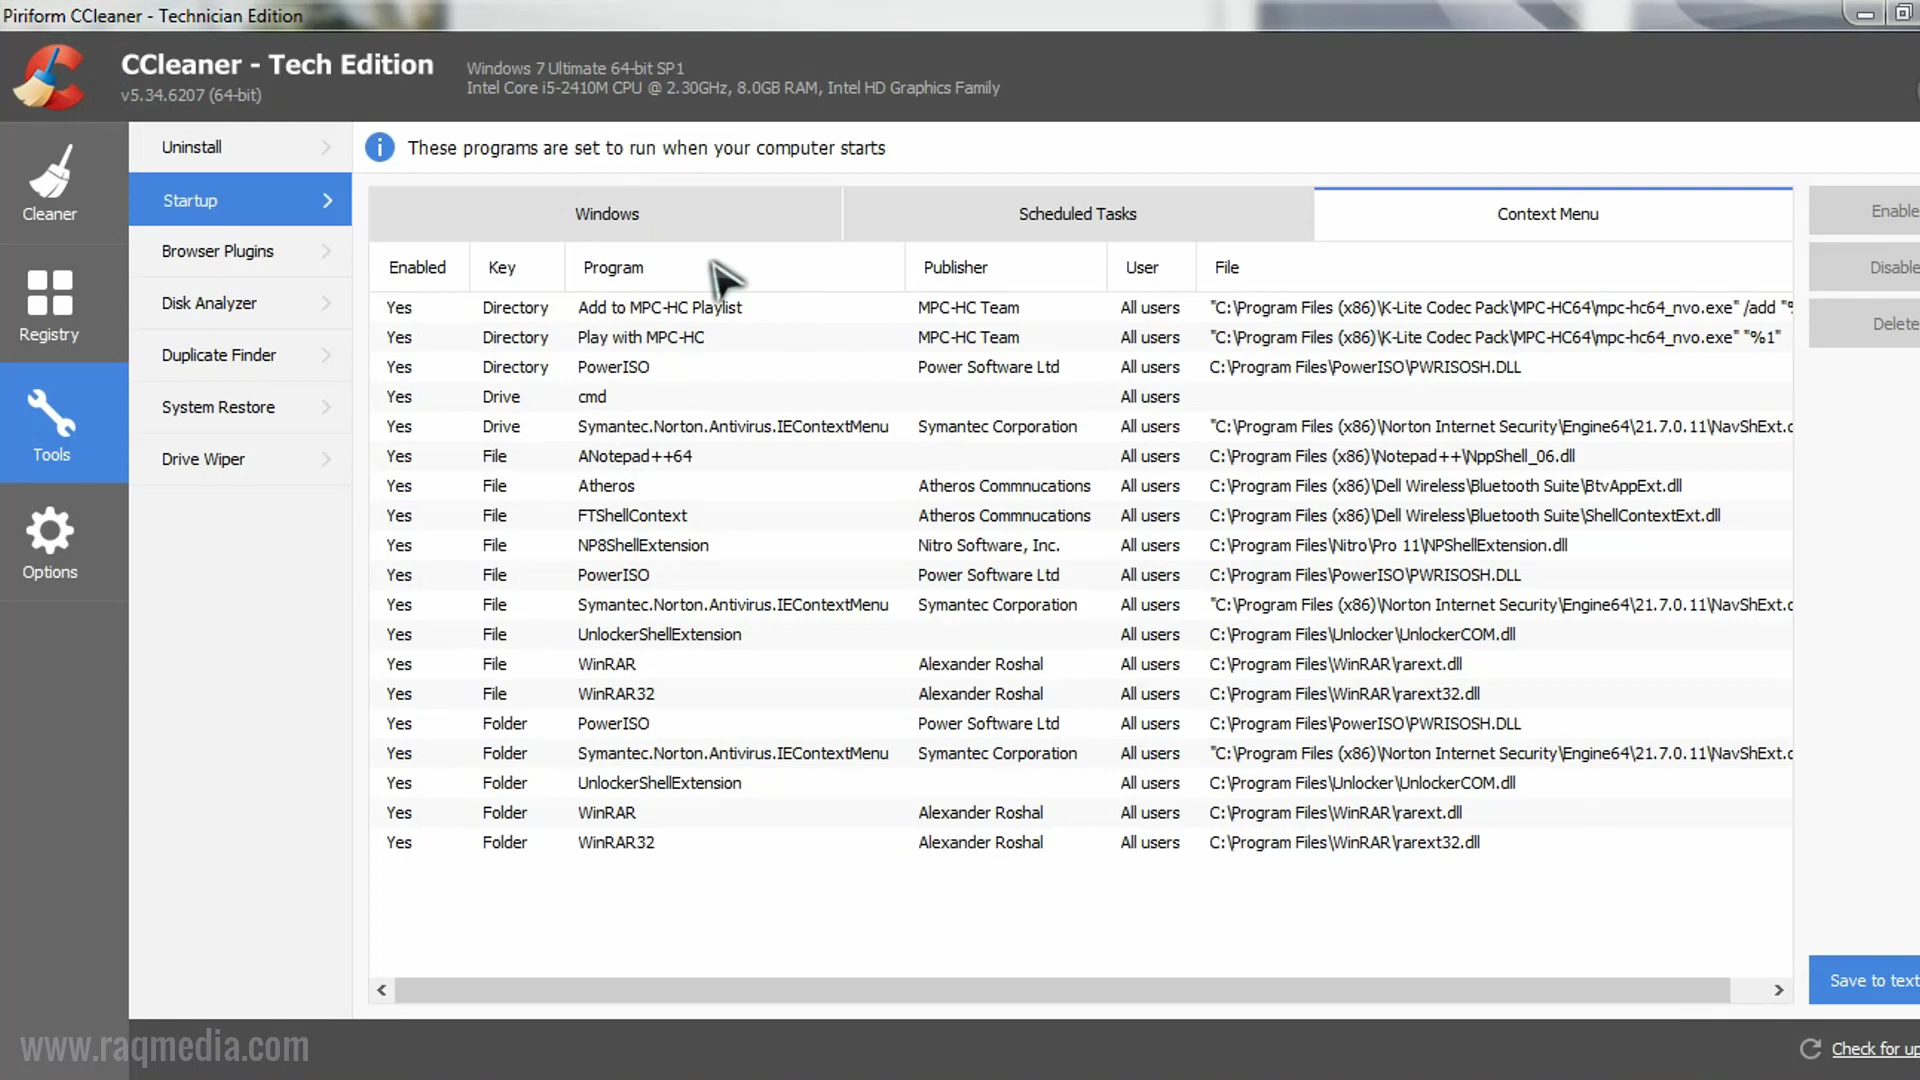 Piriform CCleaner - Technician Edition
CCleaner - Tech Edition
v5.34.6207 (64-bit)
Windows 7 Ultimate 64-bit SP1
Intel Core i5-2410M CPU @ 2.30GHz, 8.0GB RAM, Intel HD Graphics Family
Cleaner
Registry
Tools
Options
Uninstall
Startup
Browser Plugins
Disk Analyzer
Duplicate Finder
System Restore
Drive Wiper
i These programs are set to run when your computer starts
Windows Scheduled Tasks Context Menu
Enabled Key Program Publisher User File
Yes Directory Add to MPC-HC Playlist MPC-HC Team All users "C:\Program Files (x86)\K-Lite Codec Pack\MPC-HC64\mpc-hc64_nvo.exe" /add "%
Yes Directory Play with MPC-HC MPC-HC Team All users "C:\Program Files (x86)\K-Lite Codec Pack\MPC-HC64\mpc-hc64_nvo.exe" "%1"
Yes Directory PowerISO Power Software Ltd All users C:\Program Files\PowerISO\PWRISOSH.DLL
Yes Drive cmd All users
Yes Drive Symantec.Norton.Antivirus.IEContextMenu Symantec Corporation All users "C:\Program Files (x86)\Norton Internet Security\Engine64\21.7.0.11\NavShExt.d
Yes File ANotepad++64 All users C:\Program Files (x86)\Notepad++\NppShell_06.dll
Yes File Atheros Atheros Commnucations All users C:\Program Files (x86)\Dell Wireless\Bluetooth Suite\BtvAppExt.dll
Yes File FTShellContext Atheros Commnucations All users C:\Program Files (x86)\Dell Wireless\Bluetooth Suite\ShellContextExt.dll
Yes File NP8ShellExtension Nitro Software, Inc. All users C:\Program Files\Nitro\Pro 11\NPShellExtension.dll
Yes File PowerISO Power Software Ltd All users C:\Program Files\PowerISO\PWRISOSH.DLL
Yes File Symantec.Norton.Antivirus.IEContextMenu Symantec Corporation All users "C:\Program Files (x86)\Norton Internet Security\Engine64\21.7.0.11\NavShExt.d
Yes File UnlockerShellExtension All users C:\Program Files\Unlocker\UnlockerCOM.dll
Yes File WinRAR Alexander Roshal All users C:\Program Files\WinRAR\rarext.dll
Yes File WinRAR32 Alexander Roshal All users C:\Program Files\WinRAR\rarext32.dll
Yes Folder PowerISO Power Software Ltd All users C:\Program Files\PowerISO\PWRISOSH.DLL
Yes Folder Symantec.Norton.Antivirus.IEContextMenu Symantec Corporation All users "C:\Program Files (x86)\Norton Internet Security\Engine64\21.7.0.11\NavShExt.d
Yes Folder UnlockerShellExtension All users C:\Program Files\Unlocker\UnlockerCOM.dll
Yes Folder WinRAR Alexander Roshal All users C:\Program Files\WinRAR\rarext.dll
Yes Folder WinRAR32 Alexander Roshal All users C:\Program Files\WinRAR\rarext32.dll
Enable
Disable
Delete
Save to text
www.raqmedia.com
Check for up